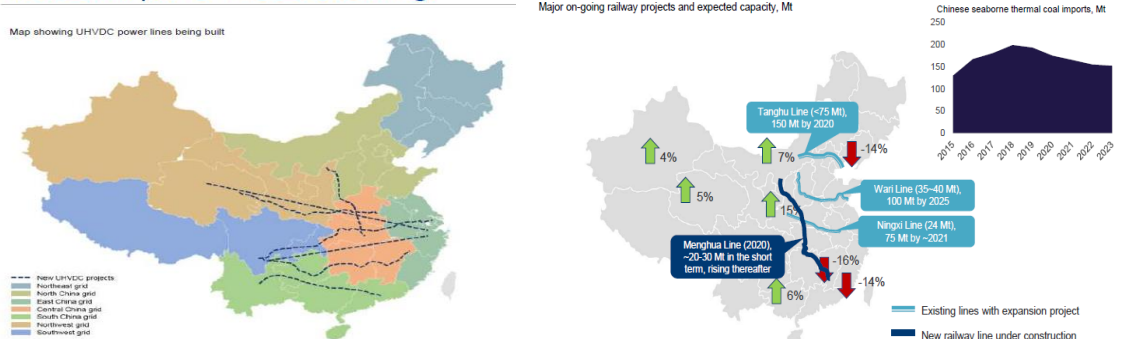 Map showing UHVDC power lines being built
New UHVDC projects
Northeast grid
North China grid
East China grid
Central China grid
South China grid
Northwest grid
Southwest grid
Major on-going railway projects and expected capacity, Mt
Tanghu Line (<75 Mt),
150 Mt by 2020
4%
7%
-14%
5%
15%
Wari Line (35~40 Mt),
100 Mt by 2025
Ningxi Line (24 Mt),
75 Mt by ~2021
Menghua Line (2020),
~20-30 Mt in the short
term, rising thereafter
-16%
-14%
6%
Existing lines with expansion project
New railway line under construction
Chinese seaborne thermal coal imports, Mt
250
200
150
100
50
0
2015
2016
2017
2018
2019
2020
2021
2022
2023